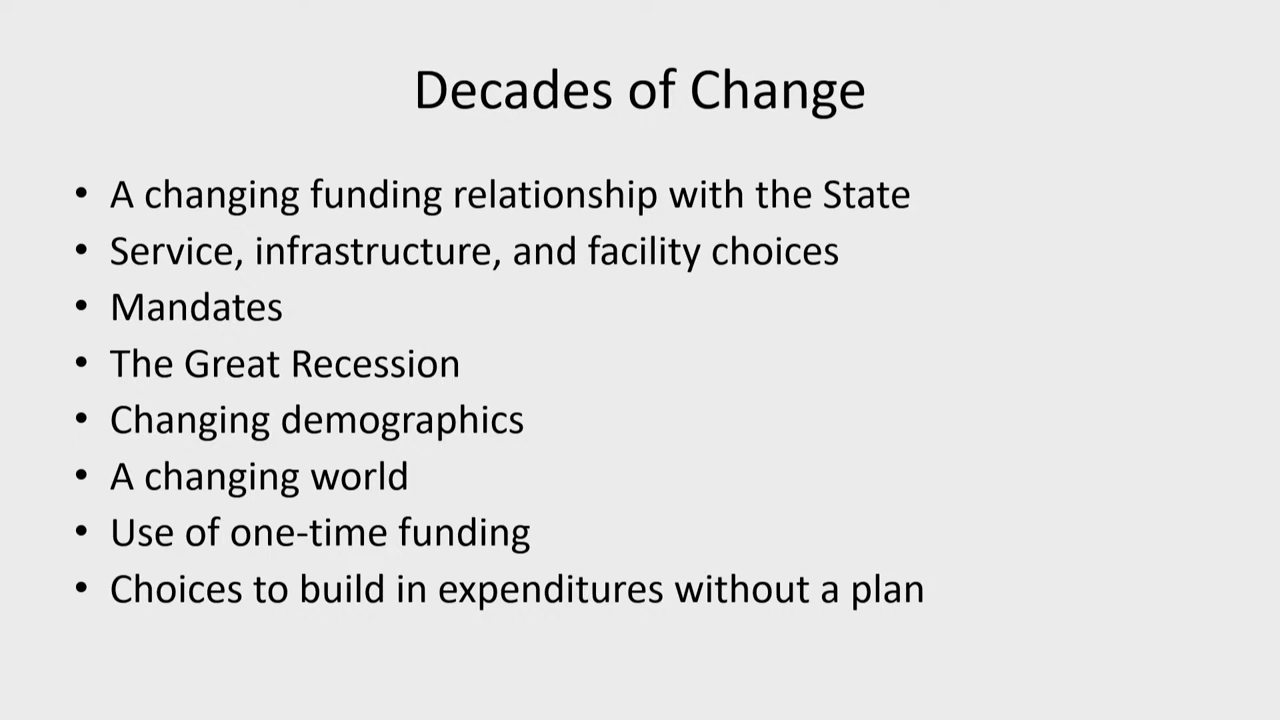 Decades of Change
• A changing funding relationship with the State
• Service, infrastructure, and facility choices
• Mandates
• The Great Recession
• Changing demographics
• A changing world
• Use of one-time funding
• Choices to build in expenditures without a plan